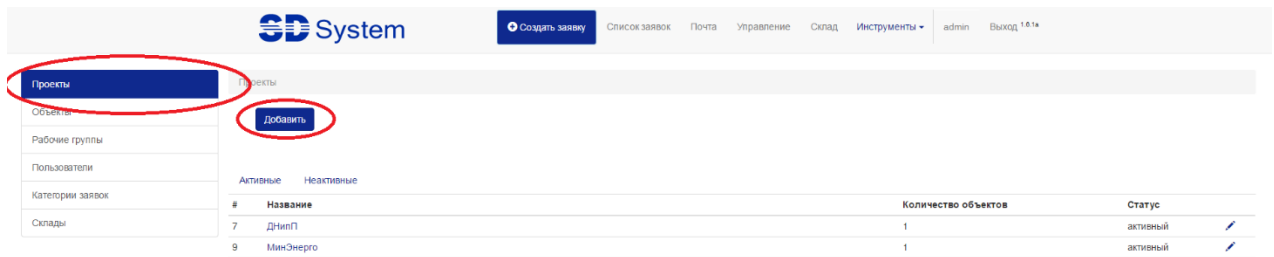 SD System
Создать заявку Список заявок Почта Управление Склад Инструменты admin Выход 1.6.1a
Проекты
Объекты
Рабочие группы
Пользователи
Категории заявок
Склады
Проекты
Добавить
Активные Неактивные
# Название Количество объектов Статус
7 ДНипП 1 активный
9 МинЭнерго 1 активный